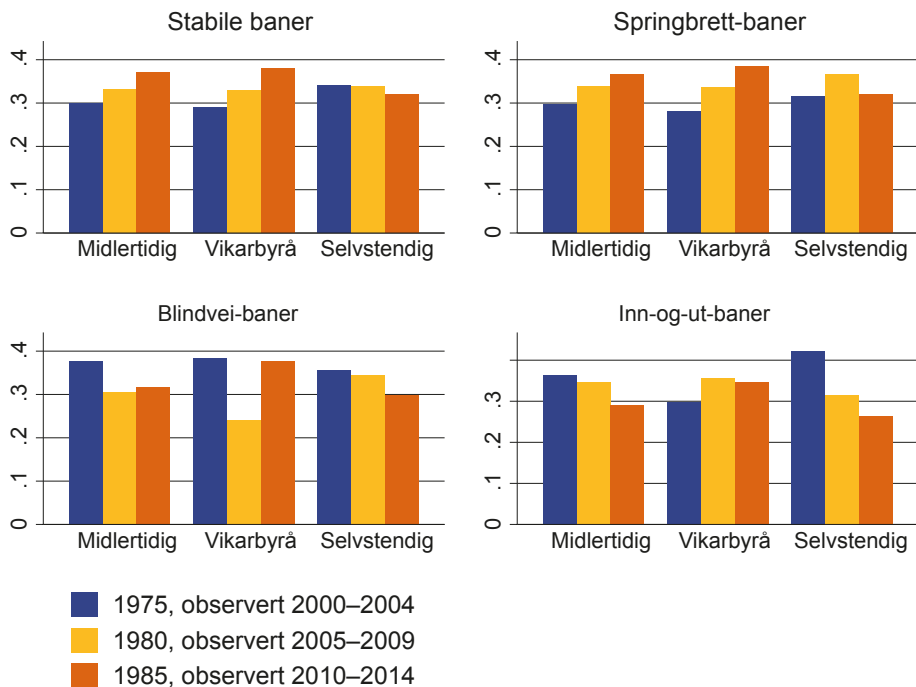 Stabile baner
.4
.3
.2
.1
0
Midlertidig Vikarbyrå Selvstendig
Springbrett-baner
.4
.3
.2
.1
0
Midlertidig Vikarbyrå Selvstendig
Blindvei-baner
.4
.3
.2
.1
0
Midlertidig Vikarbyrå Selvstendig
Inn-og-ut-baner
.3
.2
.1
0
Midlertidig Vikarbyrå Selvstendig
1975, observert 2000–2004
1980, observert 2005–2009
1985, observert 2010–2014